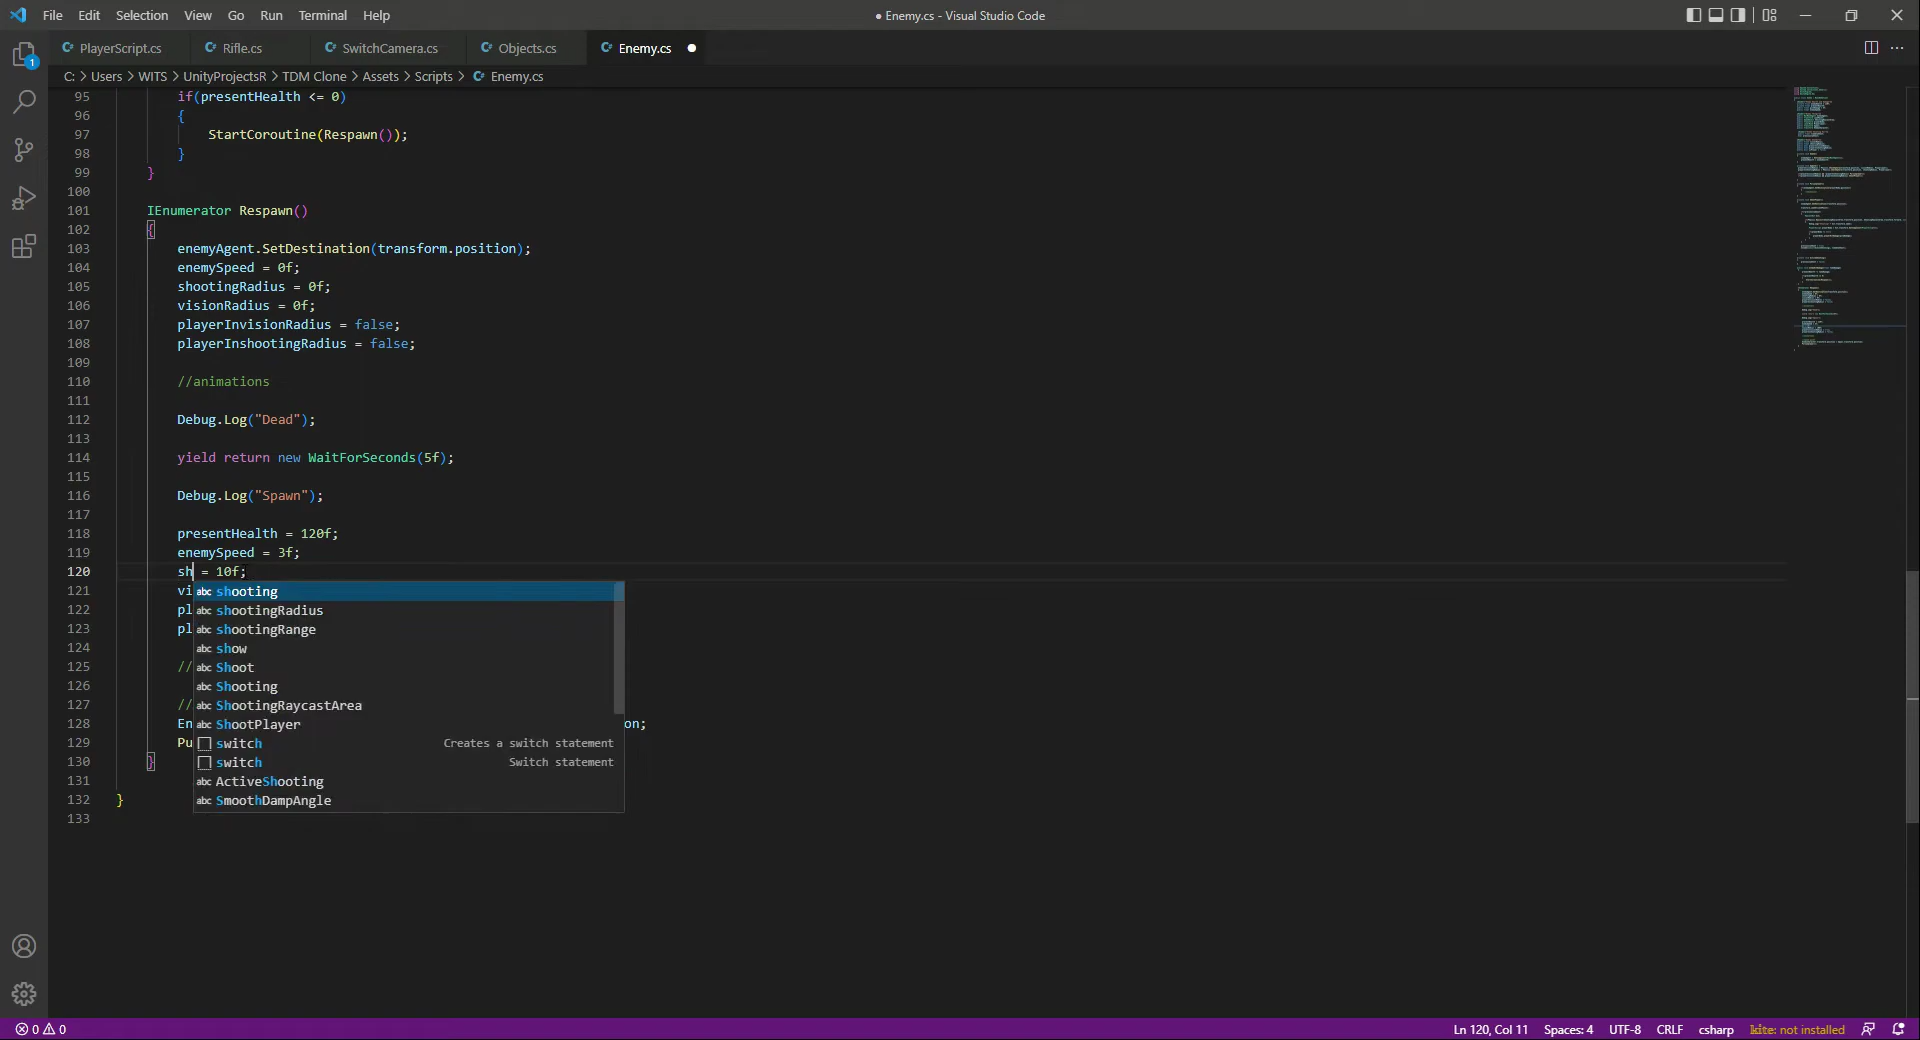 File Edit Selection View Go Run Terminal Help
● Enemy.cs - Visual Studio Code
PlayerScript.cs Rifle.cs SwitchCamera.cs Objects.cs Enemy.cs ●
C: > Users > WITS > UnityProjectsR > TDM Clone > Assets > Scripts > Enemy.cs
1
95 if(presentHealth <= 0)
96 {
97 StartCoroutine(Respawn());
98 }
99 }
100
101 IEnumerator Respawn()
102 {
103 enemyAgent.SetDestination(transform.position);
104 enemySpeed = 0f;
105 shootingRadius = 0f;
106 visionRadius = 0f;
107 playerInvisionRadius = false;
108 playerInshootingRadius = false;
109
110 //animations
111
112 Debug.Log("Dead");
113
114 yield return new WaitForSeconds(5f);
115
116 Debug.Log("Spawn");
117
118 presentHealth = 120f;
119 enemySpeed = 3f;
120 sh = 10f;
121 vi abc shooting
122 pl abc shootingRadius
123 pl abc shootingRange
124 abc show
125 // abc Shoot
126 abc Shooting
127 // abc ShootingRaycastArea
128 En abc ShootPlayer on;
129 Pu switch Creates a switch statement
130 } switch Switch statement
131 abc ActiveShooting
132 } abc SmoothDampAngle
133
0 0 Ln 120, Col 11 Spaces: 4 UTF-8 CRLF csharp kite: not installed